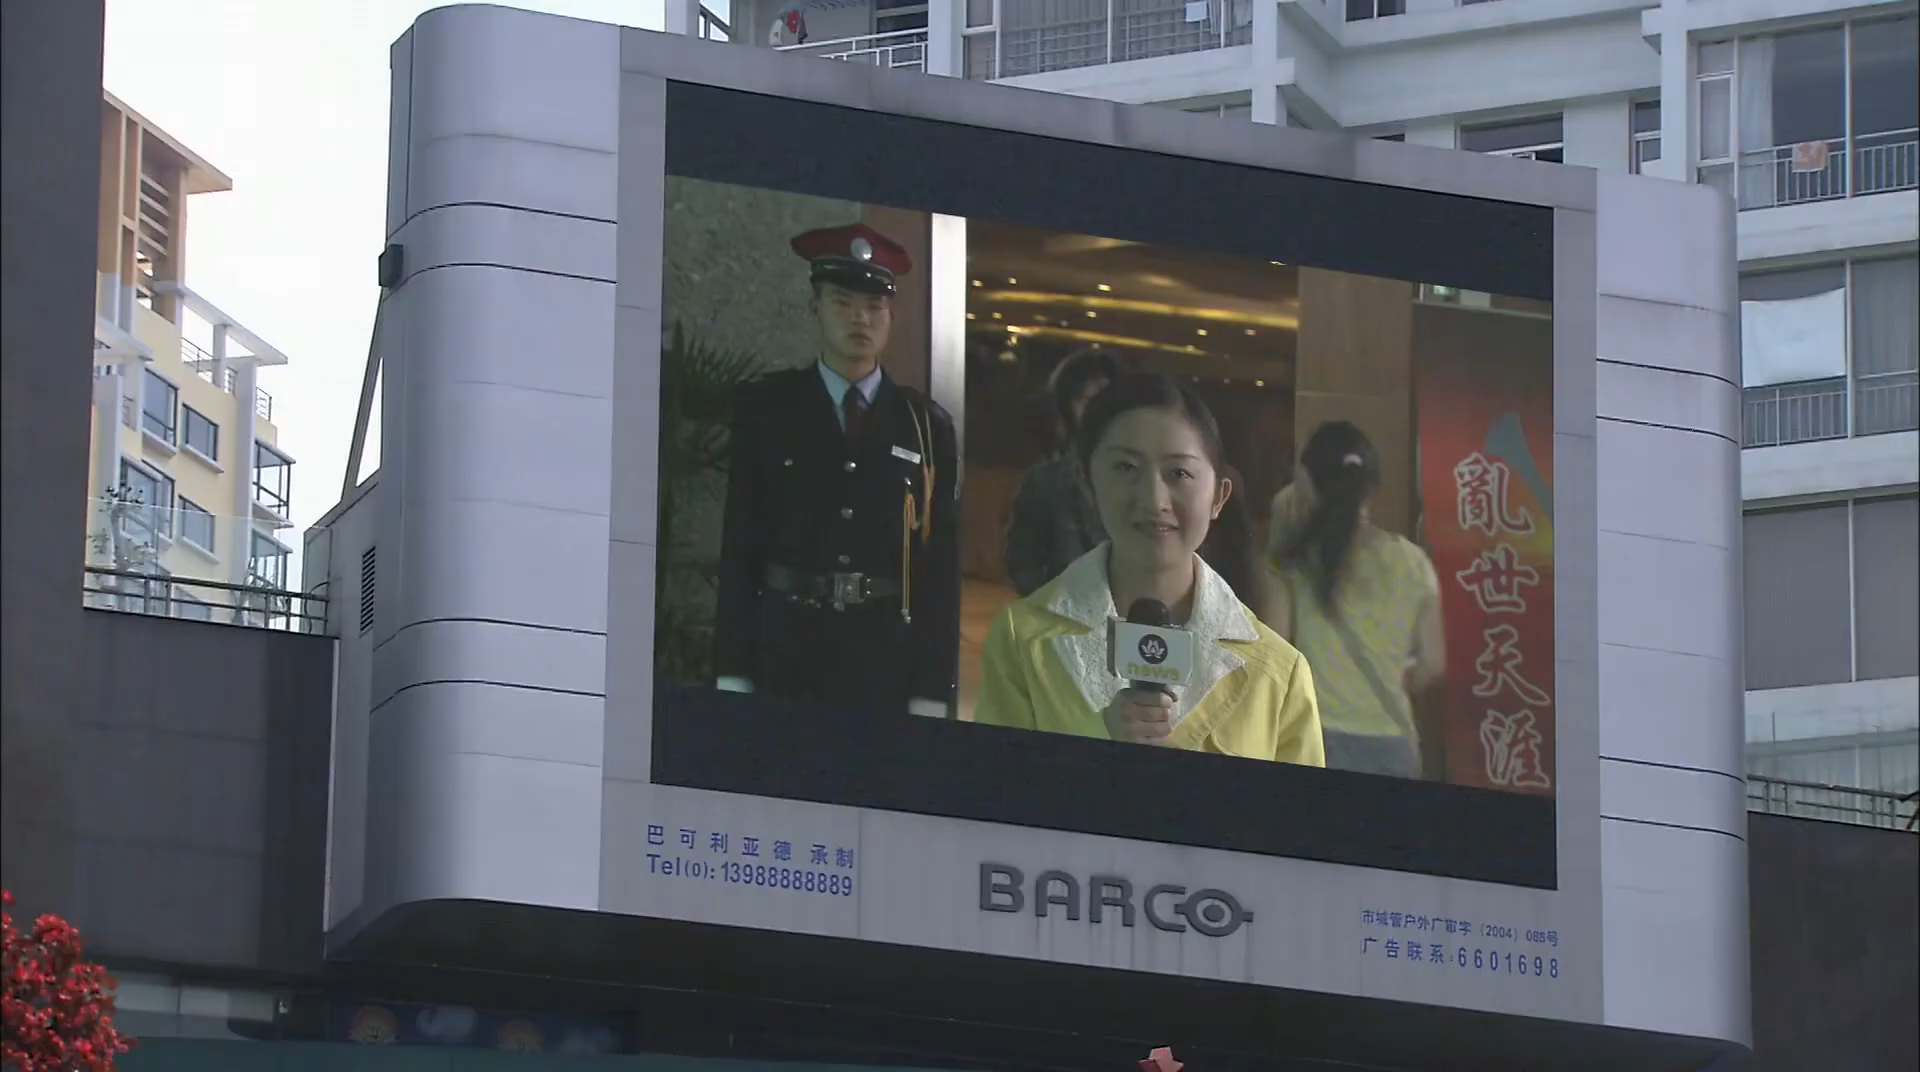 亂世天涯
news
巴可利亚德 承制
Tel(0):13988888889
BARCO
市城管户外广审字(2004)088号
广告联系:6601698